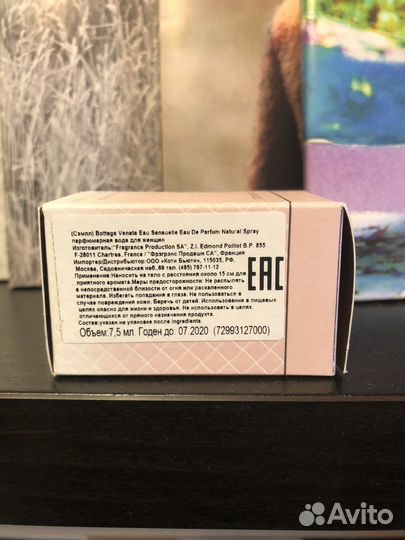 (Сэмпл) Bottega Veneta Eau Sensuelle Eau De Parfum Natural Spray
парфюмерная вода для женщин
Изготовитель:"Fragrance Production SA", Z.I. Edmond Poillot B.P. 855
F-28011 Chartres, France / "Фрэгранс Продакшн СА", Франция
Импортер/Дистрибьютор: ООО «Коти Бьюти», 115035, РФ,
Москва, Садовническая наб.,69 тел. (495) 787-11-12
Применение:Наносить на тело с расстояния около 15 см для
приятного аромата.Меры предосторожности: Не распылять
в непосредственной близости от огня или раскаленного
материала. Избегать попадания в глаза. Не пользоваться в
случае повреждения кожи. Беречь от детей. Использование в пищевых
целях опасно для жизни и здоровья. Не использовать в целях,
отличающихся от прямого назначения продукта.
Состав:указан на упаковке после ingredients.
Объем:7,5 мл. Годен до: 07.2020 (72993127000)
EAC
Avito